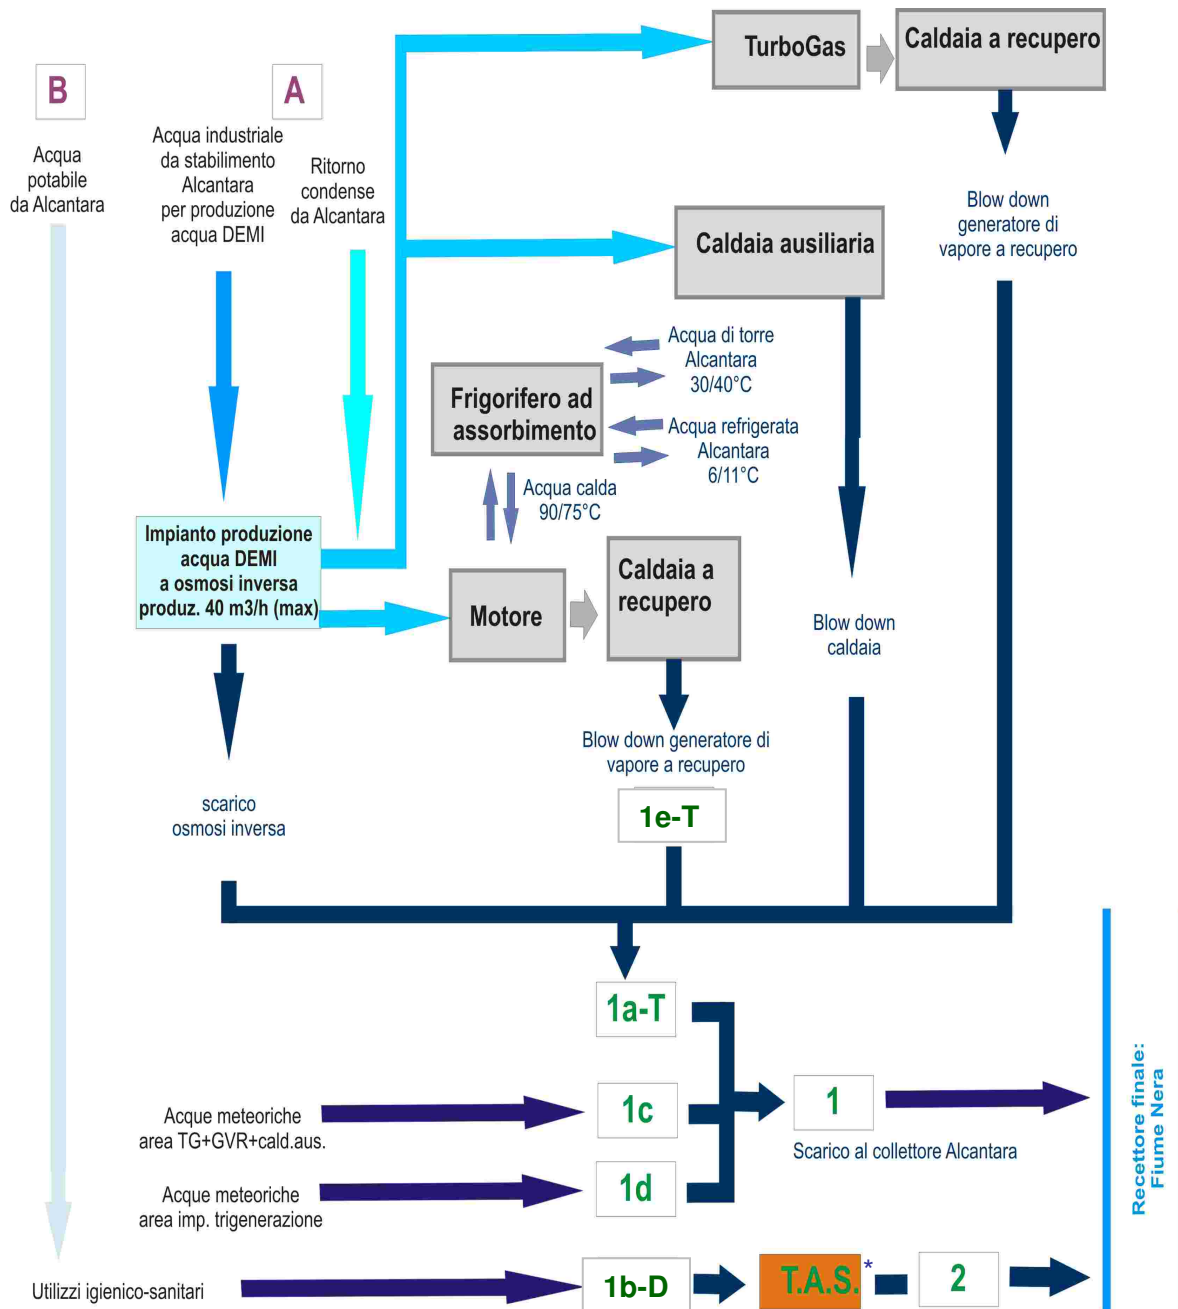 B
Acqua
potabile
da Alcantara
A
Acqua industriale
da stabilimento
Alcantara
per produzione
acqua DEMI
Ritorno
condense
da Alcantara
TurboGas
Caldaia a recupero
Blow down
generatore di
vapore a recupero
Caldaia ausiliaria
Acqua di torre
Alcantara
30/40°C
Frigorifero ad
assorbimento
Acqua refrigerata
Alcantara
6/11°C
Acqua calda
90/75°C
Impianto produzione
acqua DEMI
a osmosi inversa
produz. 40 m3/h (max)
Motore
Caldaia a
recupero
Blow down
caldaia
Blow down generatore di
vapore a recupero
1e-T
scarico
osmosi inversa
1a-T
Acque meteoriche
area TG+GVR+cald.aus.
1c
1
Scarico al collettore Alcantara
Acque meteoriche
area imp. trigenerazione
1d
Recettore finale:
Fiume Nera
Utilizzi igienico-sanitari
1b-D
T.A.S.*
2